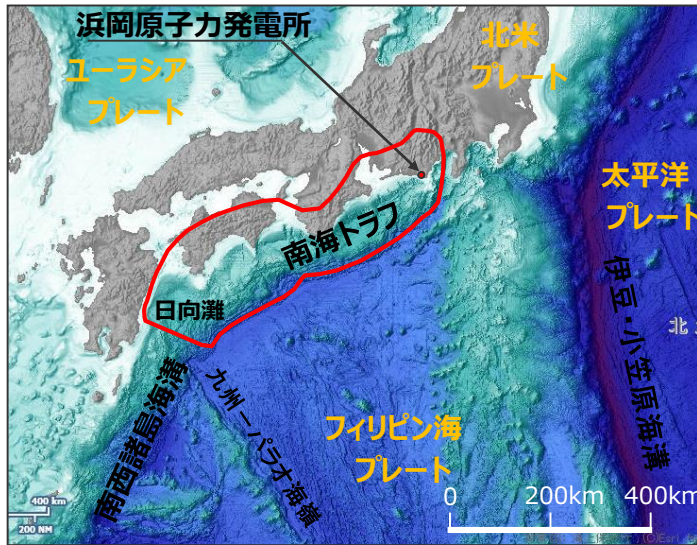 浜岡原子力発電所
北米
プレート
ユーラシア
プレート
太平洋
プレート
南海トラフ
日向灘
伊豆・小笠原海溝
北
南西諸島海溝
九州ーパラオ海嶺
フィリピン海
プレート
0 200km 400km
400 km
200 NM